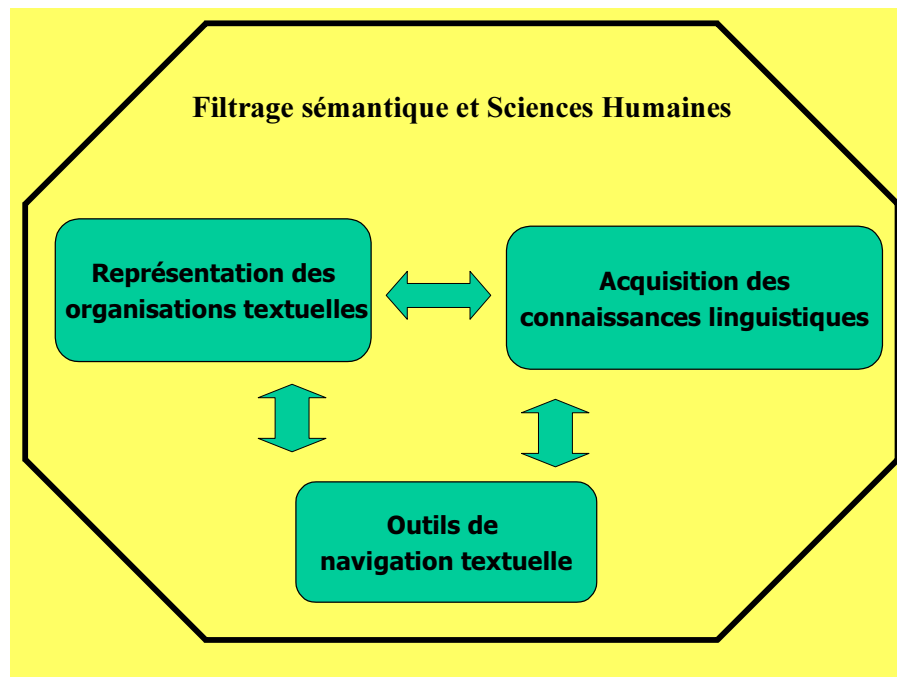 Filtrage sémantique et Sciences Humaines
Représentation des
organisations textuelles
Acquisition des
connaissances linguistiques
Outils de
navigation textuelle